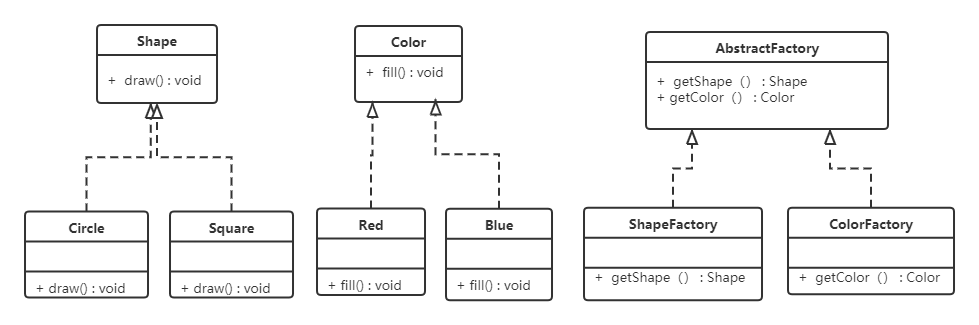 Shape
+ draw() : void
Color
+ fill() : void
AbstractFactory
+ getShape () : Shape
+ getColor () : Color
Circle
+ draw() : void
Square
+ draw() : void
Red
+ fill() : void
Blue
+ fill() : void
ShapeFactory
+ getShape () : Shape
ColorFactory
+ getColor () : Color